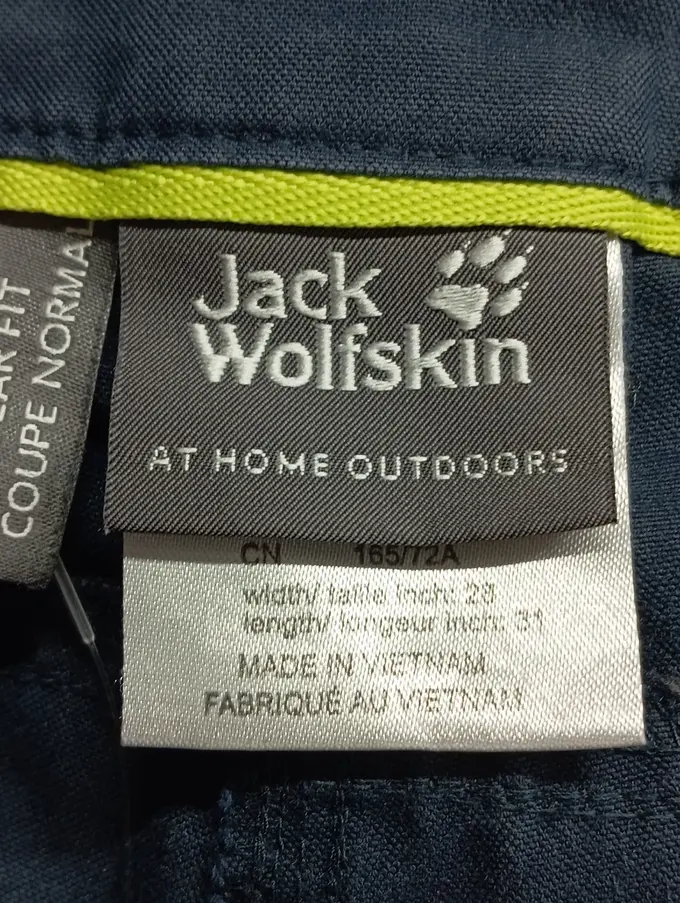 FIT
COUPE NORMAL
Jack
Wolfskin
AT HOME OUTDOORS
CN 165/72A
width/ taille inch: 28
length/ longeur inch: 31
MADE IN VIETNAM
FABRIQUÉ AU VIETNAM